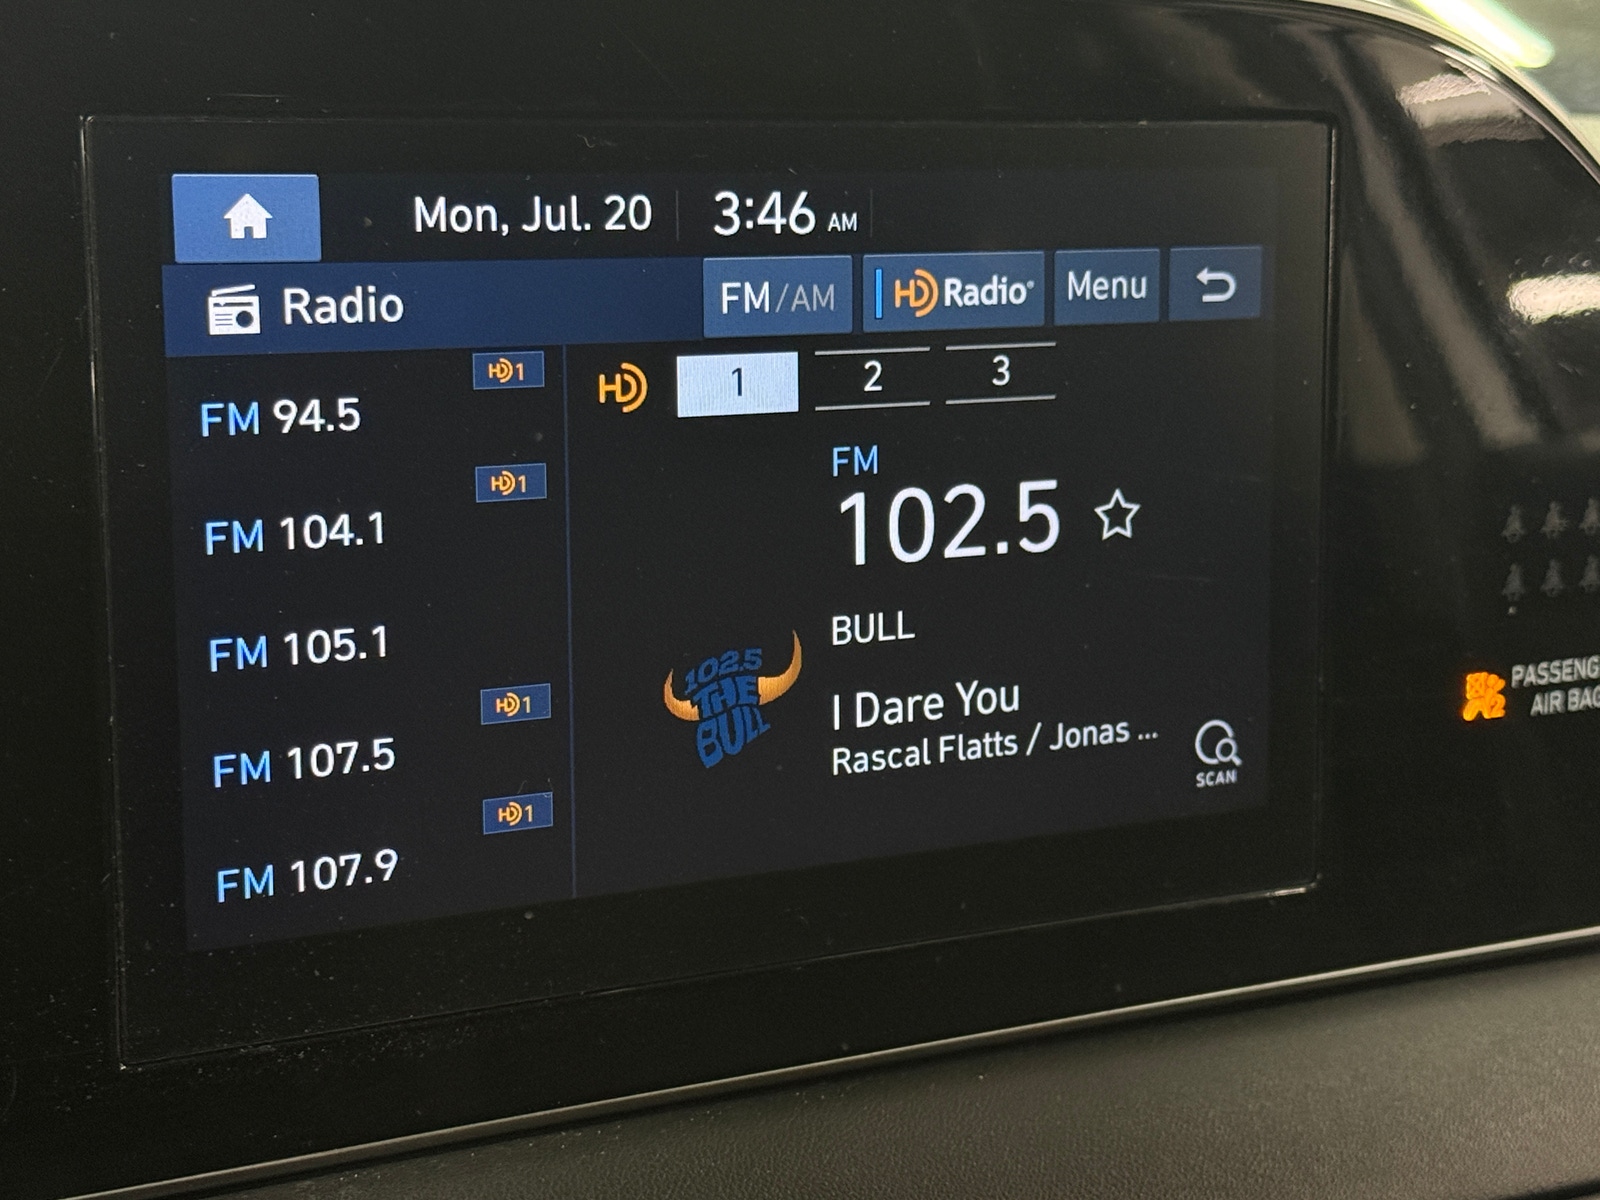 Mon, Jul. 20 3:46 AM
Radio FM/AM HD Radio® Menu
HD1
FM 94.5
HD1
FM 104.1
FM 105.1
HD1
FM 107.5
HD1
FM 107.9
HD 1 2 3
FM
102.5
BULL
102.5
THE
BULL
I Dare You
Rascal Flatts / Jonas ...
SCAN
PASSENG
AIR BAG
2